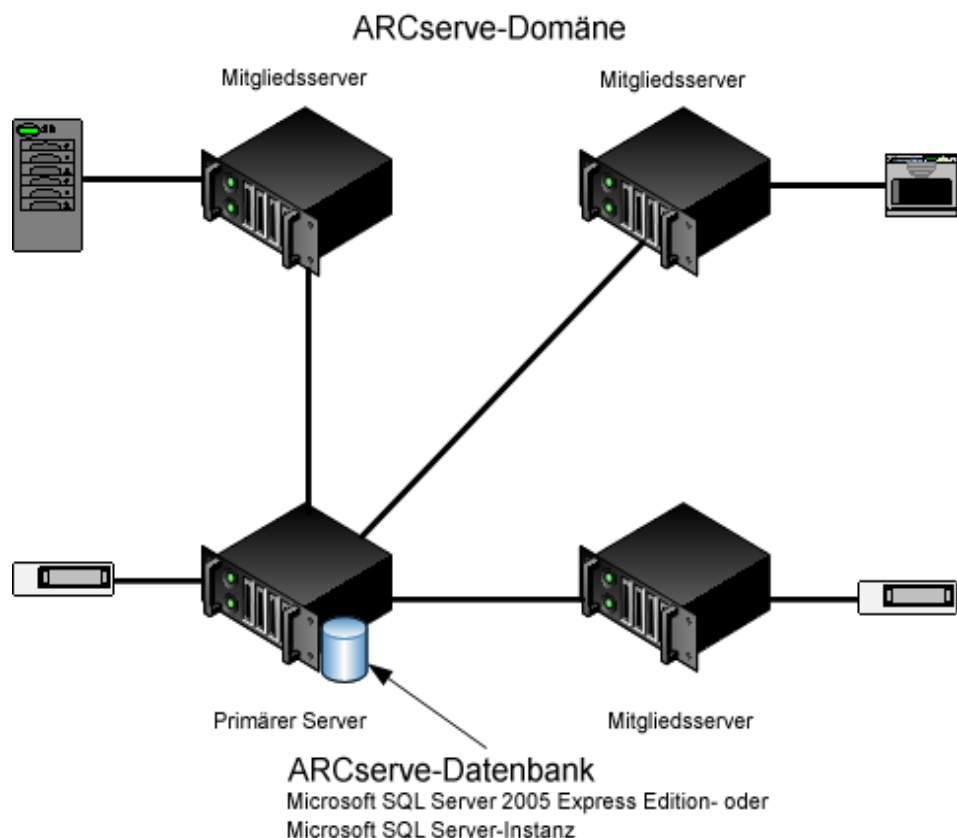 ARCserve-Domäne
Mitgliedsserver
Mitgliedsserver
Primärer Server
Mitgliedsserver
ARCserve-Datenbank
Microsoft SQL Server 2005 Express Edition- oder
Microsoft SQL Server-Instanz